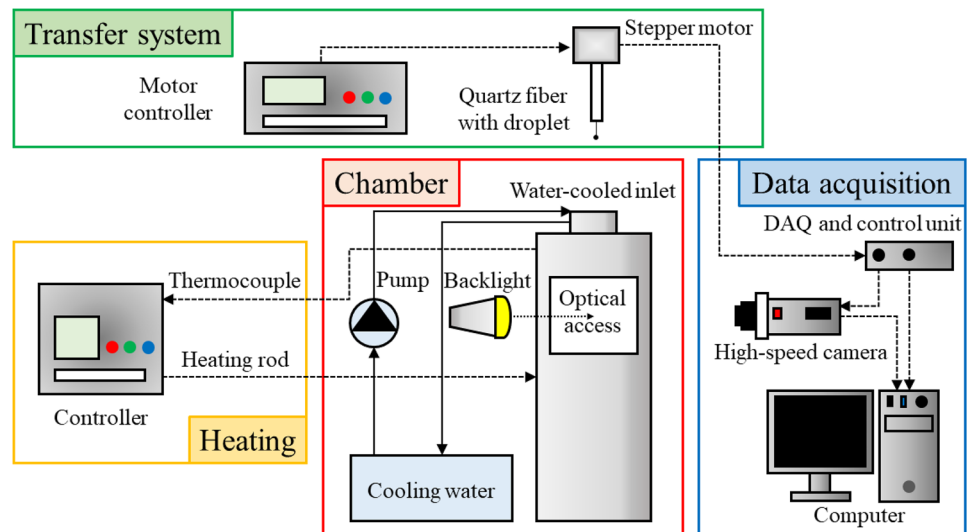 Transfer system
Stepper motor
Motor
controller
Quartz fiber
with droplet
Chamber
Water-cooled inlet
Data acquisition
DAQ and control unit
Thermocouple
Pump
Backlight
Optical
access
High-speed camera
Heating rod
Controller
Heating
Cooling water
Computer